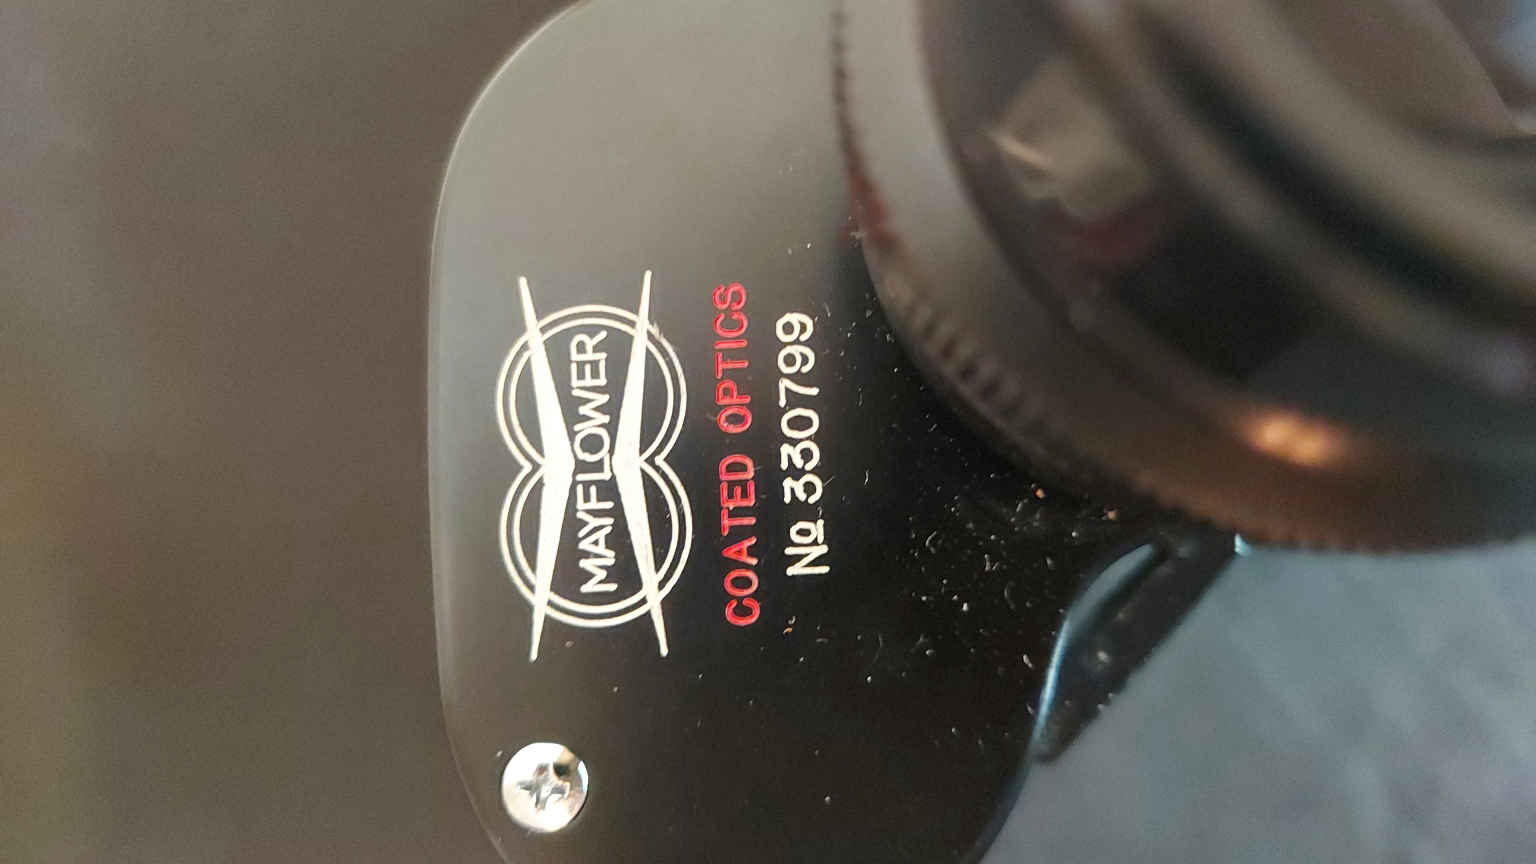 MAYFLOWER
COATED OPTICS
№ 330799